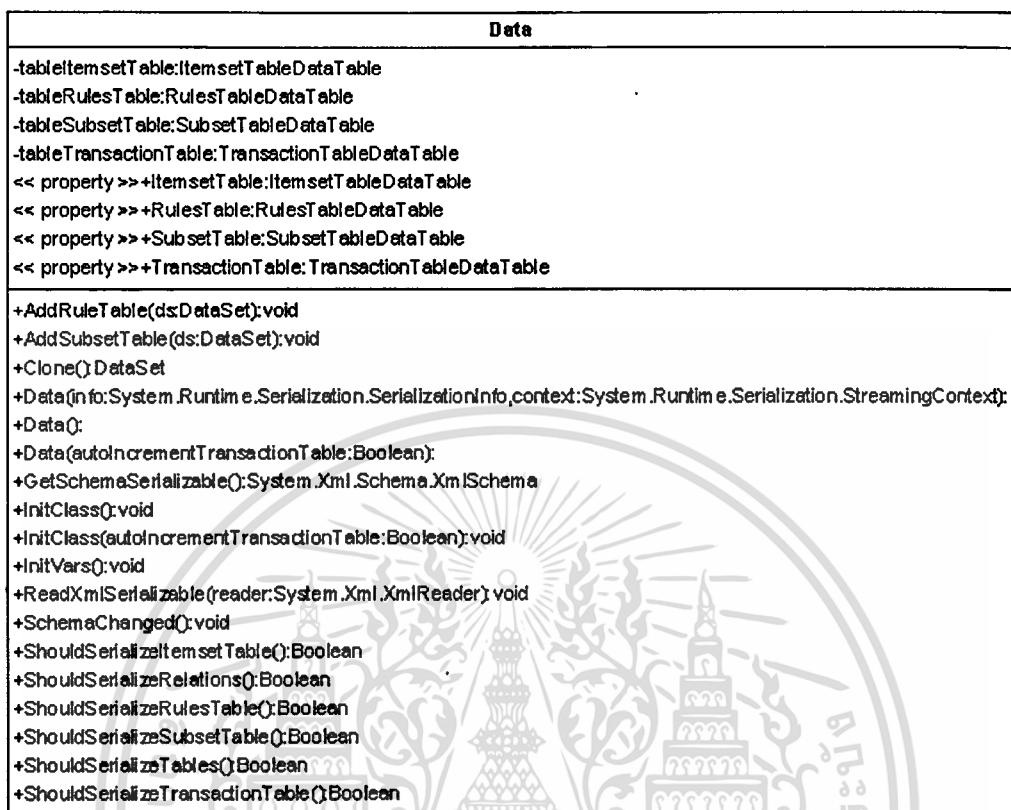 Data
-tableItemsetTable:ItemsetTableDataTable
-tableRulesTable:RulesTableDataTable
-tableSubsetTable:SubsetTableDataTable
-tableTransactionTable:TransactionTableDataTable
<< property >>+ItemsetTable:ItemsetTableDataTable
<< property >>+RulesTable:RulesTableDataTable
<< property >>+SubsetTable:SubsetTableDataTable
<< property >>+TransactionTable:TransactionTableDataTable
+AddRuleTable(ds:DataSet):void
+AddSubsetTable(ds:DataSet):void
+Clone():DataSet
+Data(info:System.Runtime.Serialization.SerializationInfo,context:System.Runtime.Serialization.StreamingContext):
+Data():
+Data(autoIncrementTransactionTable:Boolean):
+GetSchemaSerializable():System.Xml.Schema.XmlSchema
+InitClass():void
+InitClass(autoIncrementTransactionTable:Boolean):void
+InitVars():void
+ReadXmlSerializable(reader:System.Xml.XmlReader):void
+SchemaChanged():void
+ShouldSerializeItemsetTable():Boolean
+ShouldSerializeRelations():Boolean
+ShouldSerializeRulesTable():Boolean
+ShouldSerializeSubsetTable():Boolean
+ShouldSerializeTables():Boolean
+ShouldSerializeTransactionTable():Boolean